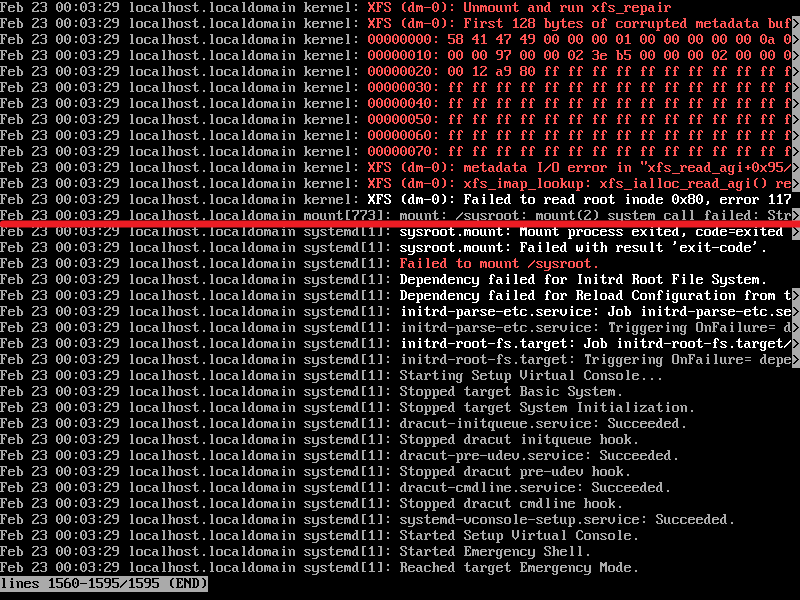 Feb 23 00:03:29 localhost.localdomain kernel: XFS (dm-0): Unmount and run xfs_repair
Feb 23 00:03:29 localhost.localdomain kernel: XFS (dm-0): First 128 bytes of corrupted metadata buf>
Feb 23 00:03:29 localhost.localdomain kernel: 00000000: 58 41 47 49 00 00 00 01 00 00 00 00 00 0a 0>
Feb 23 00:03:29 localhost.localdomain kernel: 00000010: 00 00 97 00 00 02 3e b5 00 00 00 02 00 00 0>
Feb 23 00:03:29 localhost.localdomain kernel: 00000020: 00 12 a9 80 ff ff ff ff ff ff ff ff ff ff f>
Feb 23 00:03:29 localhost.localdomain kernel: 00000030: ff ff ff ff ff ff ff ff ff ff ff ff ff ff f>
Feb 23 00:03:29 localhost.localdomain kernel: 00000040: ff ff ff ff ff ff ff ff ff ff ff ff ff ff f>
Feb 23 00:03:29 localhost.localdomain kernel: 00000050: ff ff ff ff ff ff ff ff ff ff ff ff ff ff f>
Feb 23 00:03:29 localhost.localdomain kernel: 00000060: ff ff ff ff ff ff ff ff ff ff ff ff ff ff f>
Feb 23 00:03:29 localhost.localdomain kernel: 00000070: ff ff ff ff ff ff ff ff ff ff ff ff ff ff f>
Feb 23 00:03:29 localhost.localdomain kernel: XFS (dm-0): metadata I/O error in "xfs_read_agi+0x95/>
Feb 23 00:03:29 localhost.localdomain kernel: XFS (dm-0): xfs_imap_lookup: xfs_ialloc_read_agi() re>
Feb 23 00:03:29 localhost.localdomain kernel: XFS (dm-0): Failed to read root inode 0x80, error 117
Feb 23 00:03:29 localhost.localdomain mount[773]: mount: /sysroot: mount(2) system call failed: Str>
Feb 23 00:03:29 localhost.localdomain systemd[1]: sysroot.mount: Mount process exited, code=exited >
Feb 23 00:03:29 localhost.localdomain systemd[1]: sysroot.mount: Failed with result 'exit-code'.
Feb 23 00:03:29 localhost.localdomain systemd[1]: Failed to mount /sysroot.
Feb 23 00:03:29 localhost.localdomain systemd[1]: Dependency failed for Initrd Root File System.
Feb 23 00:03:29 localhost.localdomain systemd[1]: Dependency failed for Reload Configuration from t>
Feb 23 00:03:29 localhost.localdomain systemd[1]: initrd-parse-etc.service: Job initrd-parse-etc.se>
Feb 23 00:03:29 localhost.localdomain systemd[1]: initrd-parse-etc.service: Triggering OnFailure= d>
Feb 23 00:03:29 localhost.localdomain systemd[1]: initrd-root-fs.target: Job initrd-root-fs.target/>
Feb 23 00:03:29 localhost.localdomain systemd[1]: initrd-root-fs.target: Triggering OnFailure= depe>
Feb 23 00:03:29 localhost.localdomain systemd[1]: Starting Setup Virtual Console...
Feb 23 00:03:29 localhost.localdomain systemd[1]: Stopped target Basic System.
Feb 23 00:03:29 localhost.localdomain systemd[1]: Stopped target System Initialization.
Feb 23 00:03:29 localhost.localdomain systemd[1]: dracut-initqueue.service: Succeeded.
Feb 23 00:03:29 localhost.localdomain systemd[1]: Stopped dracut initqueue hook.
Feb 23 00:03:29 localhost.localdomain systemd[1]: dracut-pre-udev.service: Succeeded.
Feb 23 00:03:29 localhost.localdomain systemd[1]: Stopped dracut pre-udev hook.
Feb 23 00:03:29 localhost.localdomain systemd[1]: dracut-cmdline.service: Succeeded.
Feb 23 00:03:29 localhost.localdomain systemd[1]: Stopped dracut cmdline hook.
Feb 23 00:03:29 localhost.localdomain systemd[1]: systemd-vconsole-setup.service: Succeeded.
Feb 23 00:03:29 localhost.localdomain systemd[1]: Started Setup Virtual Console.
Feb 23 00:03:29 localhost.localdomain systemd[1]: Started Emergency Shell.
Feb 23 00:03:29 localhost.localdomain systemd[1]: Reached target Emergency Mode.
lines 1560-1595/1595 (END)